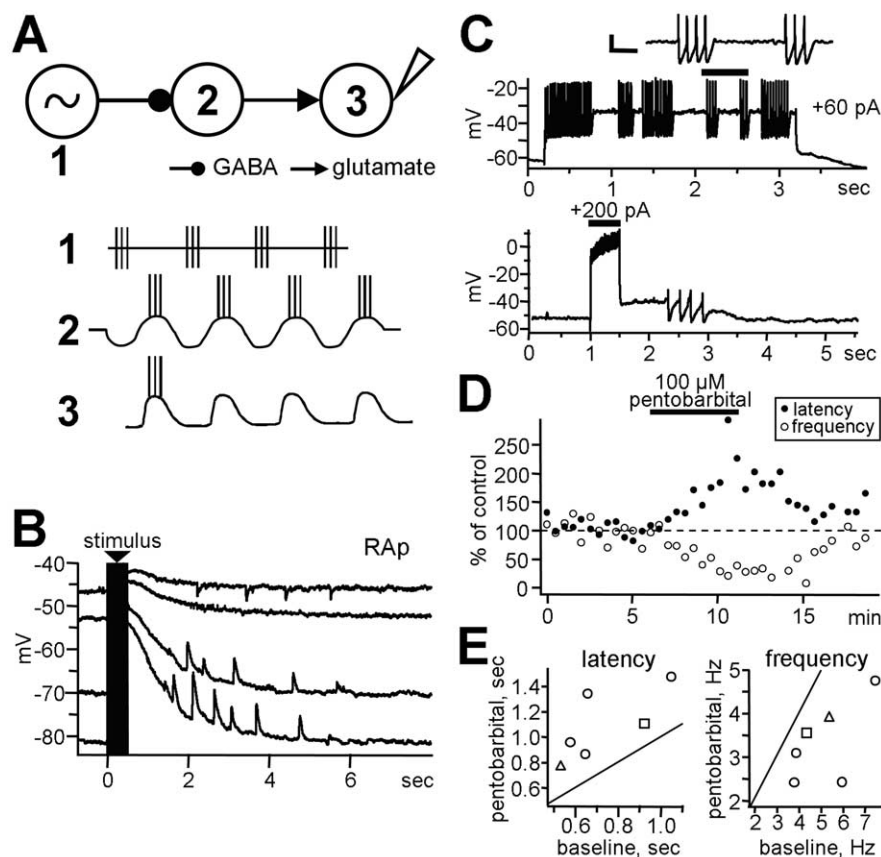 A
1
2
3
GABA
glutamate
1
2
3
B
stimulus
RAp
mV
-40
-50
-60
-70
-80
0 2 4 6 sec
C
+60 pA
mV
-20
-40
-60
0 1 2 3 sec
+200 pA
mV
0
-20
-40
-60
0 1 2 3 4 5 sec
D
100 µM
pentobarbital
latency
frequency
% of control
250
200
150
100
50
0
0 5 10 15 min
E
latency
pentobarbital, sec
1.4
1.2
1.0
0.8
0.6
0.6 0.8 1.0
baseline, sec
frequency
pentobarbital, Hz
5
4
3
2
2 3 4 5 6 7
baseline, Hz